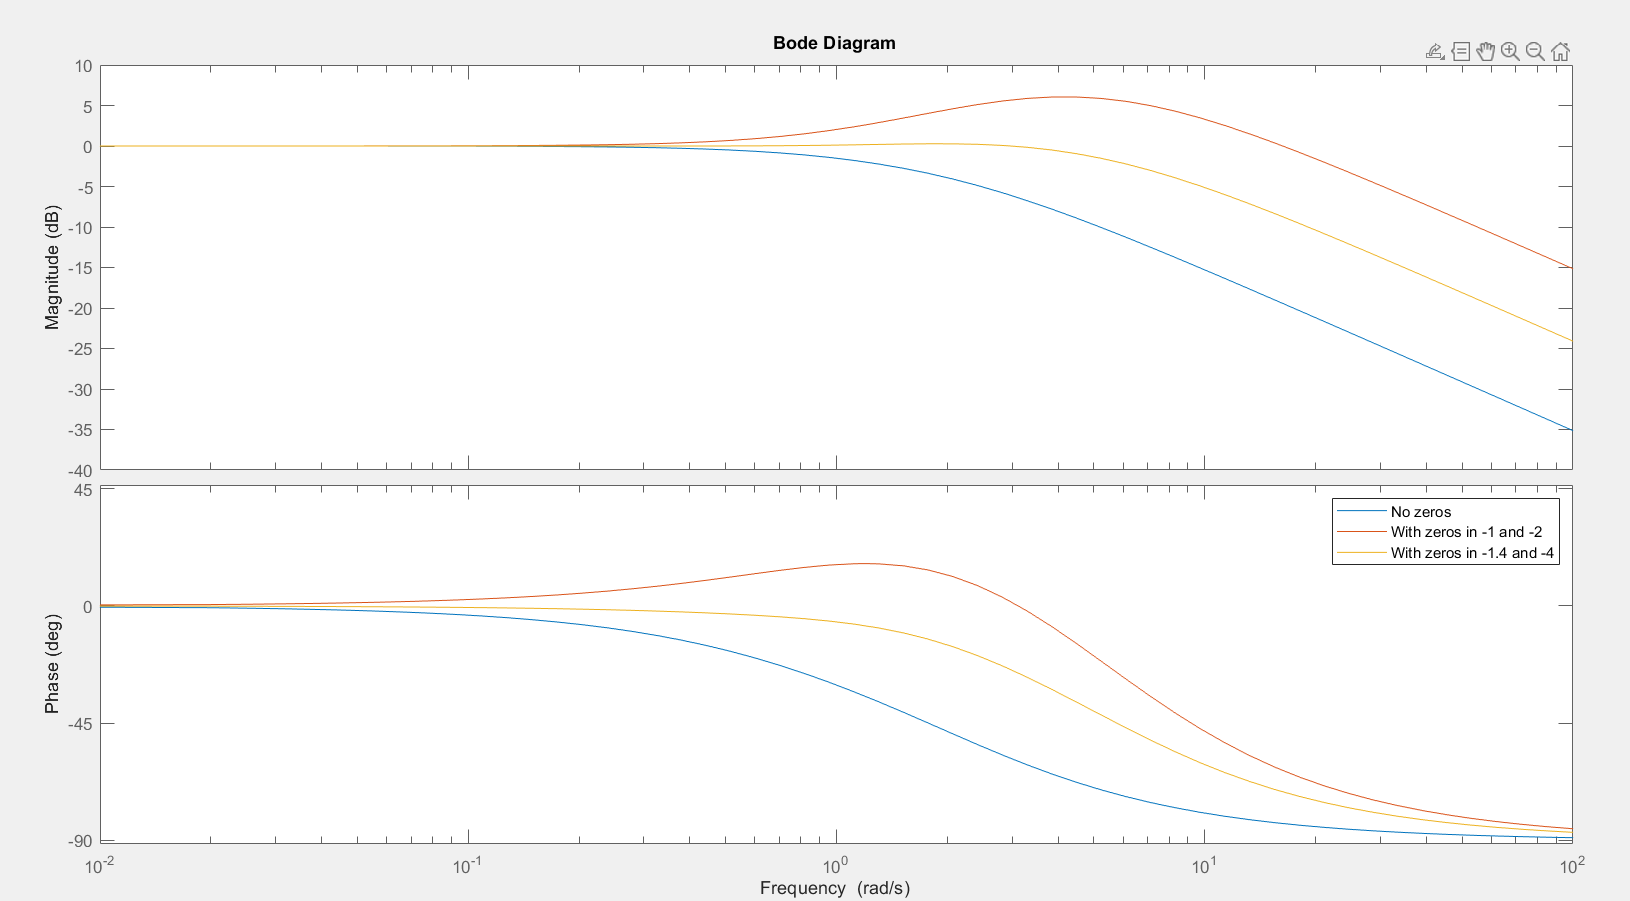 Bode Diagram
10
5
0
-5
-10
-15
-20
-25
-30
-35
-40
Magnitude (dB)
45
0
-45
-90
Phase (deg)
No zeros
With zeros in -1 and -2
With zeros in -1.4 and -4
10-2 10-1 100 101 102
Frequency (rad/s)